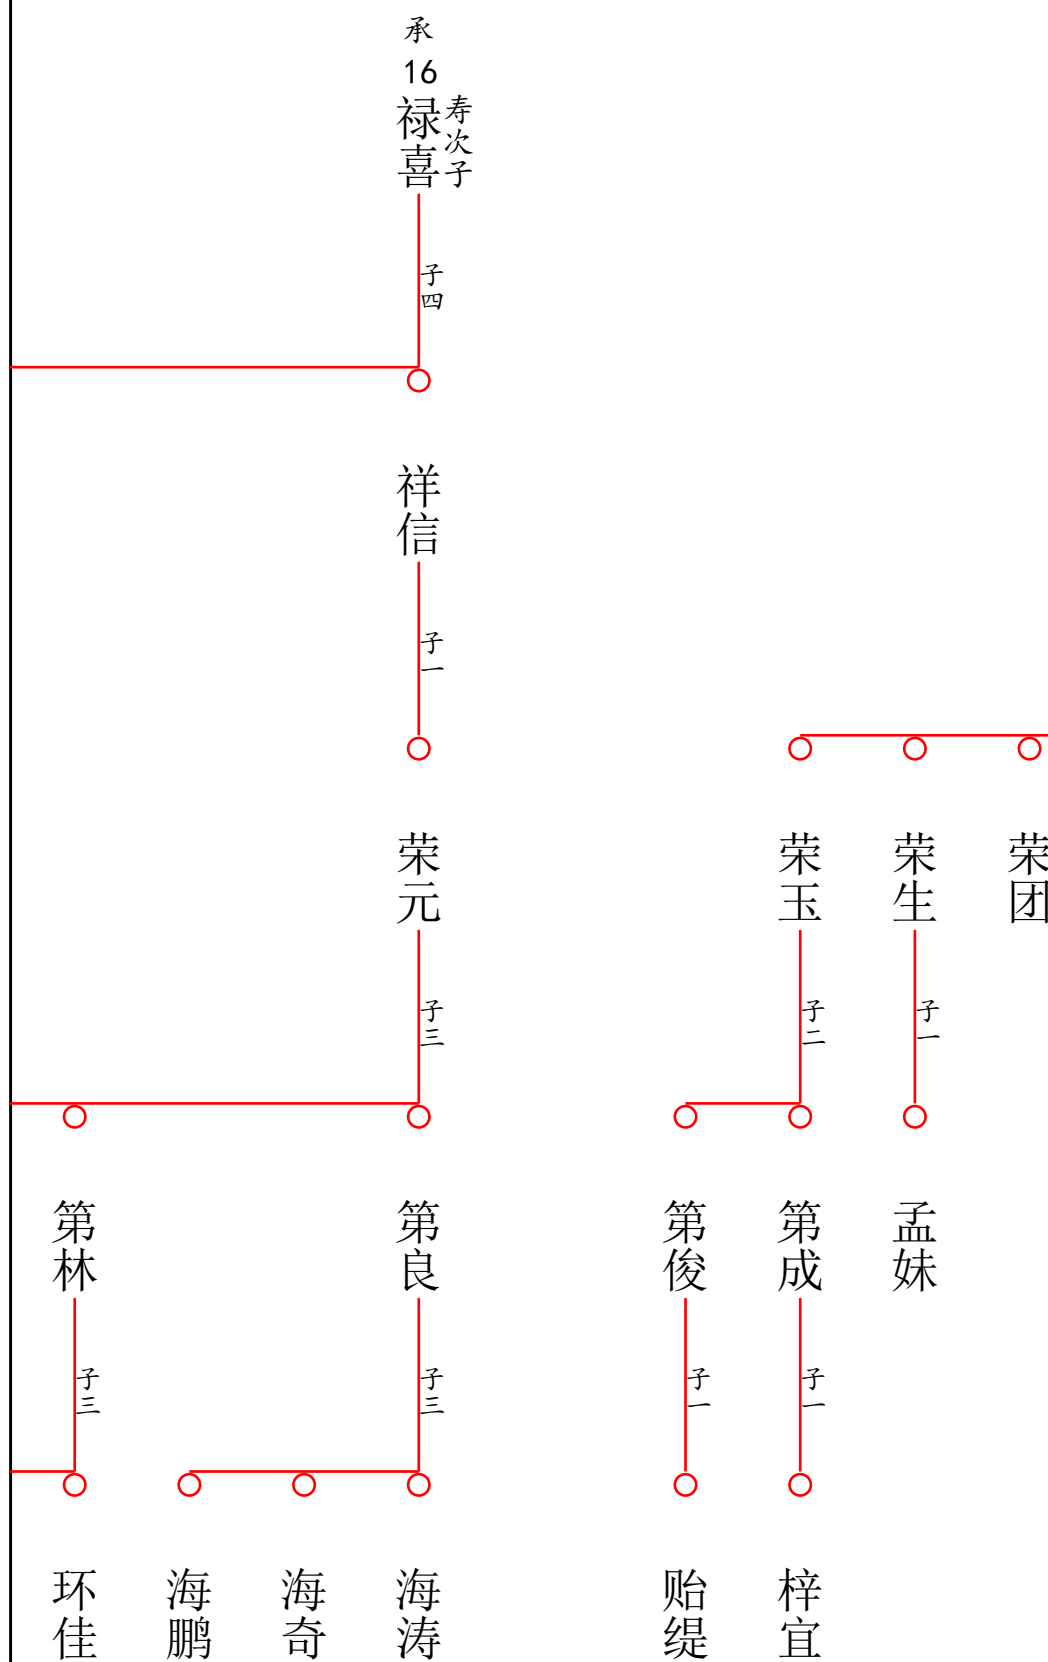 承
16
禄喜
寿次子
子四
祥信
子一
荣元
荣玉
荣生
荣团
子三
子二
子一
第林
第良
第俊
第成
孟妹
子三
子三
子一
子一
环佳
海鹏
海奇
海涛
贻缇
梓宜